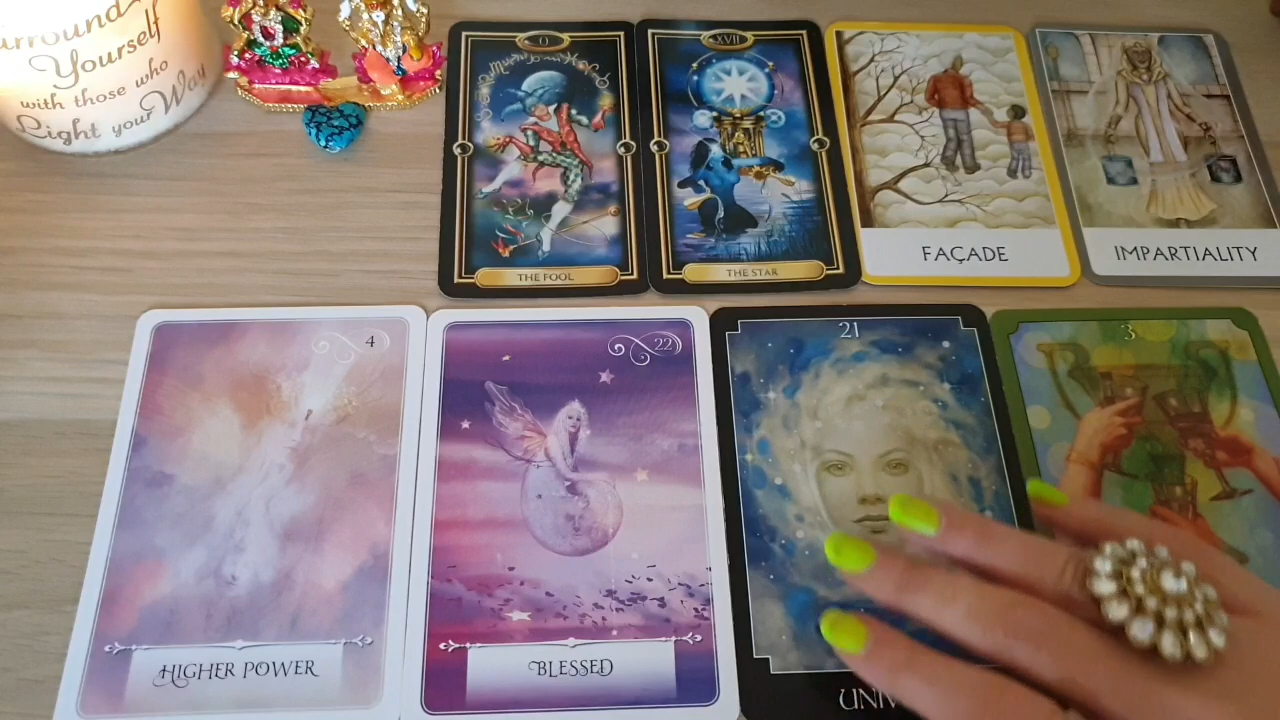 Surround
Yourself
with those who
Light your Way
0
THE FOOL
XVII
THE STAR
FAÇADE
IMPARTIALITY
4
HIGHER POWER
22
BLESSED
21
UNIV
3